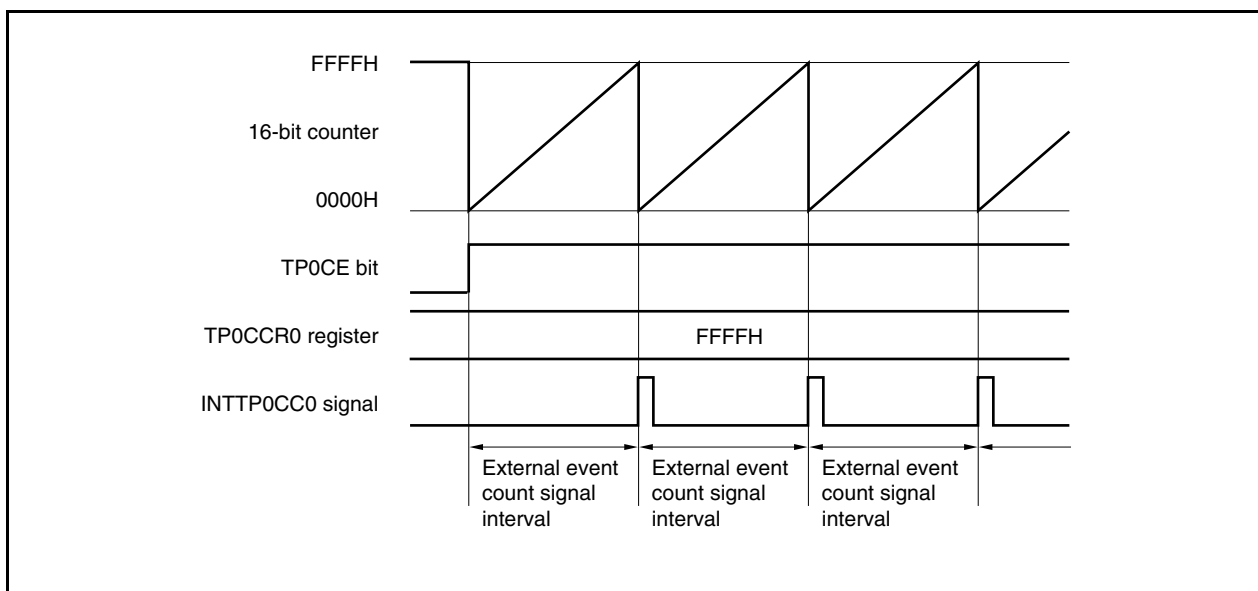 FFFFH
16-bit counter
0000H
TP0CE bit
TP0CCR0 register
FFFFH
INTTP0CC0 signal
External event
count signal
interval
External event
count signal
interval
External event
count signal
interval